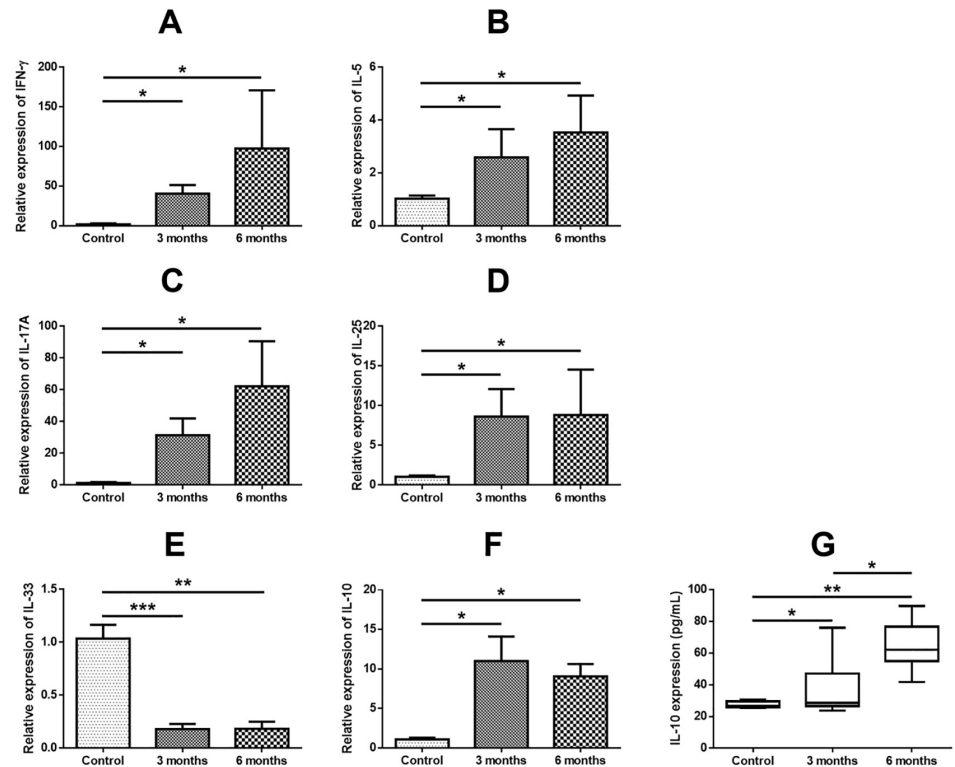 A
Relative expression of IFN-γ
200
150
100
50
0
*
*
Control 3 months 6 months
B
Relative expression of IL-5
6
4
2
0
*
*
Control 3 months 6 months
C
Relative expression of IL-17A
100
80
60
40
20
0
*
*
Control 3 months 6 months
D
Relative expression of IL-25
20
15
10
5
0
*
*
Control 3 months 6 months
E
Relative expression of IL-33
1.5
1.0
0.5
0.0
**
***
Control 3 months 6 months
F
Relative expression of IL-10
20
15
10
5
0
*
*
Control 3 months 6 months
G
IL-10 expression (pg/mL)
100
80
60
40
20
0
*
**
*
Control 3 months 6 months